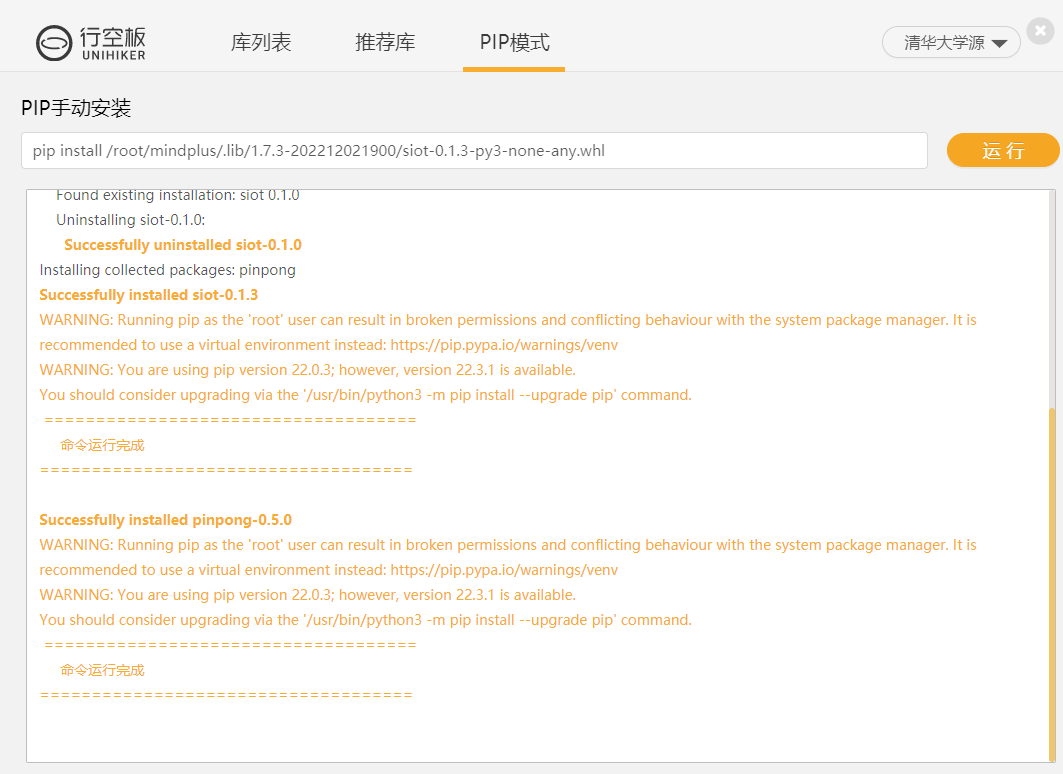 行空板
UNIHIKER
库列表
推荐库
PIP模式
清华大学源
PIP手动安装
pip install /root/mindplus/.lib/1.7.3-202212021900/siot-0.1.3-py3-none-any.whl
运行
Found existing installation: siot 0.1.0
Uninstalling siot-0.1.0:
Successfully uninstalled siot-0.1.0
Installing collected packages: pinpong
Successfully installed siot-0.1.3
WARNING: Running pip as the 'root' user can result in broken permissions and conflicting behaviour with the system package manager. It is
recommended to use a virtual environment instead: https://pip.pypa.io/warnings/venv
WARNING: You are using pip version 22.0.3; however, version 22.3.1 is available.
You should consider upgrading via the '/usr/bin/python3 -m pip install --upgrade pip' command.
====================================
命令运行完成
====================================
Successfully installed pinpong-0.5.0
WARNING: Running pip as the 'root' user can result in broken permissions and conflicting behaviour with the system package manager. It is
recommended to use a virtual environment instead: https://pip.pypa.io/warnings/venv
WARNING: You are using pip version 22.0.3; however, version 22.3.1 is available.
You should consider upgrading via the '/usr/bin/python3 -m pip install --upgrade pip' command.
====================================
命令运行完成
====================================